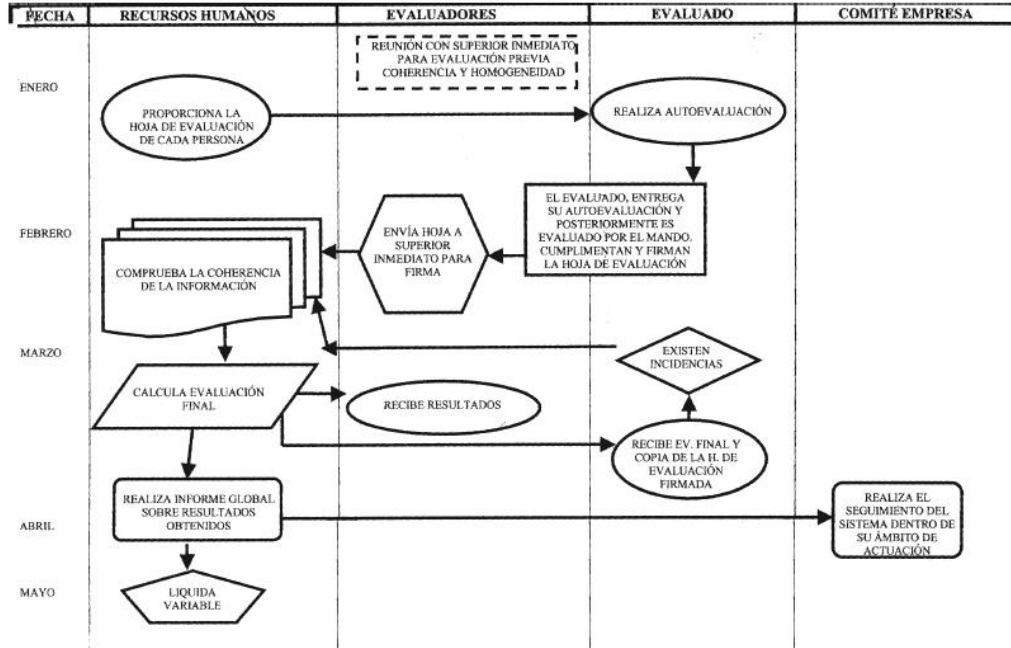 FECHA
RECURSOS HUMANOS
EVALUADORES
EVALUADO
COMITÉ EMPRESA
REUNIÓN CON SUPERIOR INMEDIATO
PARA EVALUACIÓN PREVIA
COHERENCIA Y HOMOGENEIDAD
ENERO
PROPORCIONA LA
HOJA DE EVALUACIÓN
DE CADA PERSONA
REALIZA AUTOEVALUACIÓN
FEBRERO
EL EVALUADO, ENTREGA
SU AUTOEVALUACIÓN Y
POSTERIORMENTE ES
EVALUADO POR EL MANDO.
CUMPLIMENTAN Y FIRMAN
LA HOJA DE EVALUACIÓN
ENVÍA HOJA A
SUPERIOR
INMEDIATO PARA
FIRMA
COMPRUEBA LA COHERENCIA
DE LA INFORMACIÓN
MARZO
EXISTEN
INCIDENCIAS
CALCULA EVALUACIÓN
FINAL
RECIBE RESULTADOS
RECIBE EV. FINAL Y
COPIA DE LA H. DE
EVALUACIÓN
FIRMADA
REALIZA INFORME GLOBAL
SOBRE RESULTADOS
OBTENIDOS
ABRIL
REALIZA EL
SEGUIMIENTO DEL
SISTEMA DENTRO DE
SU ÁMBITO DE
ACTUACIÓN
MAYO
LIQUIDA
VARIABLE